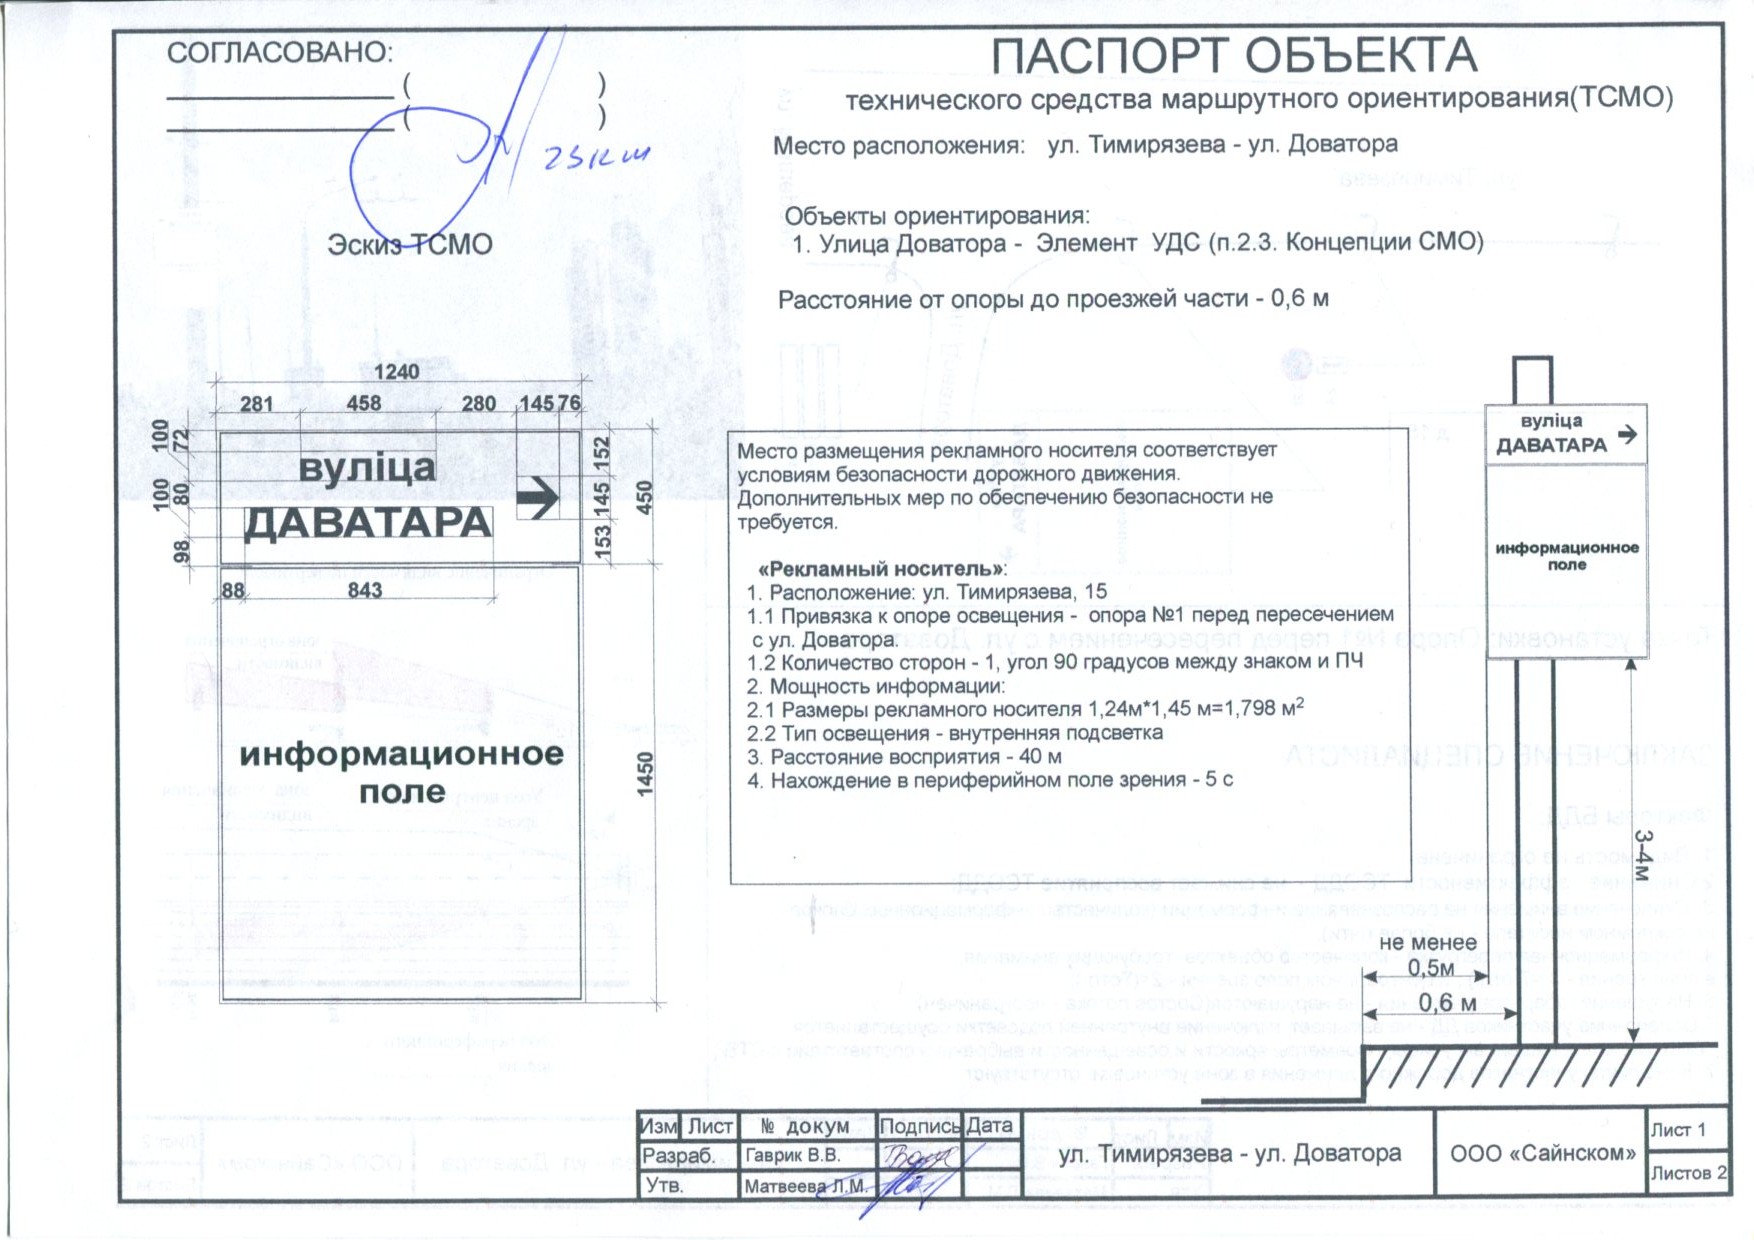 СОГЛАСОВАНО:
( )
( )
Эскиз ТСМО
ПАСПОРТ ОБЪЕКТА
технического средства маршрутного ориентирования(ТСМО)
Место расположения: ул. Тимирязева - ул. Доватора
Объекты ориентирования:
1. Улица Доватора - Элемент УДС (п.2.3. Концепции СМО)
Расстояние от опоры до проезжей части - 0,6 м
1240
281 458 280 145 76
100 72
100 80
98
вуліца
ДАВАТАРА
152
145
153
450
88 843
информационное
поле
1450
Место размещения рекламного носителя соответствует
условиям безопасности дорожного движения.
Дополнительных мер по обеспечению безопасности не
требуется.
«Рекламный носитель»:
1. Расположение: ул. Тимирязева, 15
1.1 Привязка к опоре освещения - опора №1 перед пересечением
с ул. Доватора.
1.2 Количество сторон - 1, угол 90 градусов между знаком и ПЧ
2. Мощность информации:
2.1 Размеры рекламного носителя 1,24м*1,45 м=1,798 м²
2.2 Тип освещения - внутренняя подсветка
3. Расстояние восприятия - 40 м
4. Нахождение в периферийном поле зрения - 5 с
вуліца
ДАВАТАРА
информационное
поле
3-4м
не менее
0,5м
0,6 м
Изм Лист № докум Подпись Дата
Разраб. Гаврик В.В.
Утв. Матвеева Л.М.
ул. Тимирязева - ул. Доватора
ООО «Сайнском»
Лист 1
Листов 2